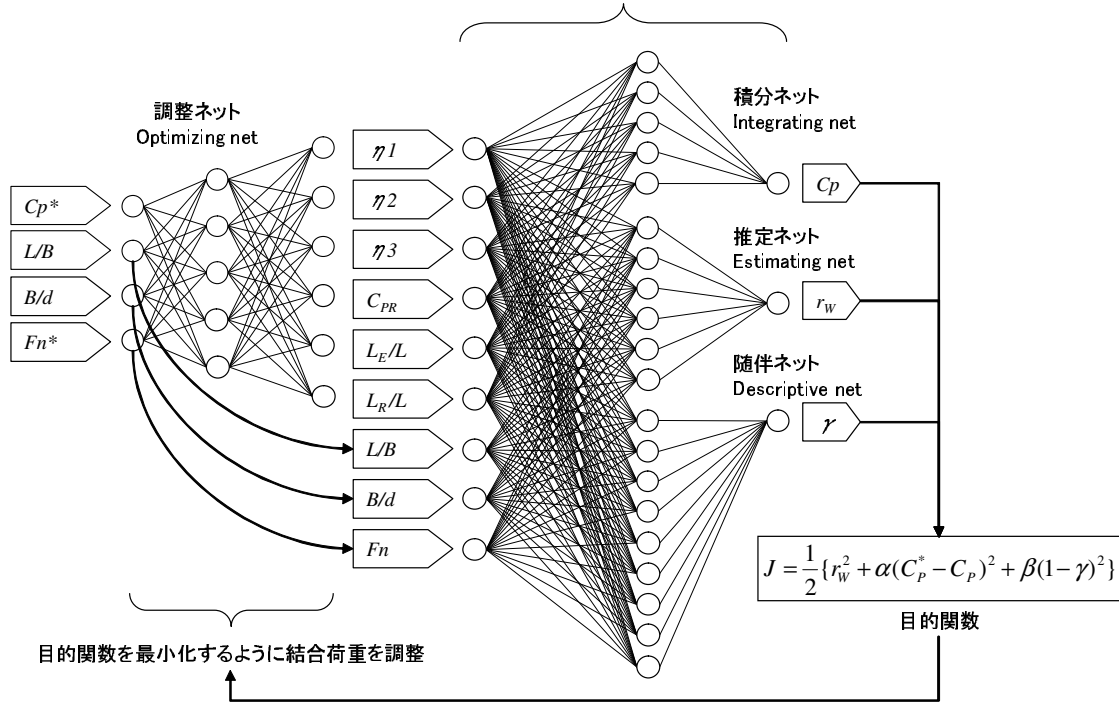 調整ネット
Optimizing net
Cp*
L/B
B/d
Fn*
η1
η2
η3
C_PR
L_E/L
L_R/L
L/B
B/d
Fn
積分ネット
Integrating net
Cp
推定ネット
Estimating net
r_W
随伴ネット
Descriptive net
γ
J = \frac{1}{2}\{r_W^2 + α(C_P^* − C_P)^2 + β(1−γ)^2\}
目的関数
目的関数を最小化するように結合荷重を調整